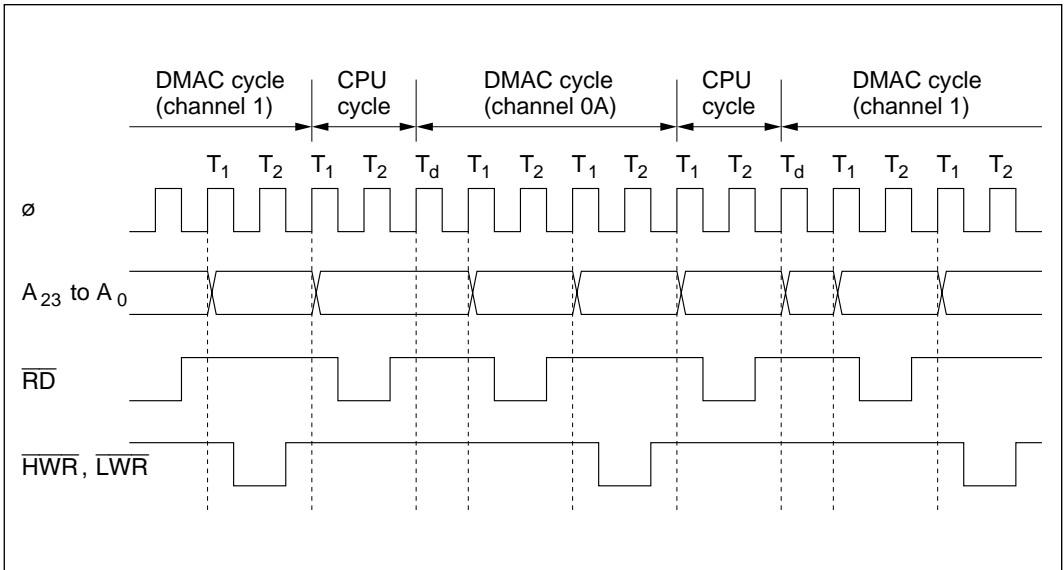 DMAC cycle
(channel 1)
CPU
cycle
DMAC cycle
(channel 0A)
CPU
cycle
DMAC cycle
(channel 1)
T1 T2 T1 T2 Td T1 T2 T1 T2 T1 T2 Td T1 T2 T1 T2
ø
A23 to A0
RD
HWR, LWR